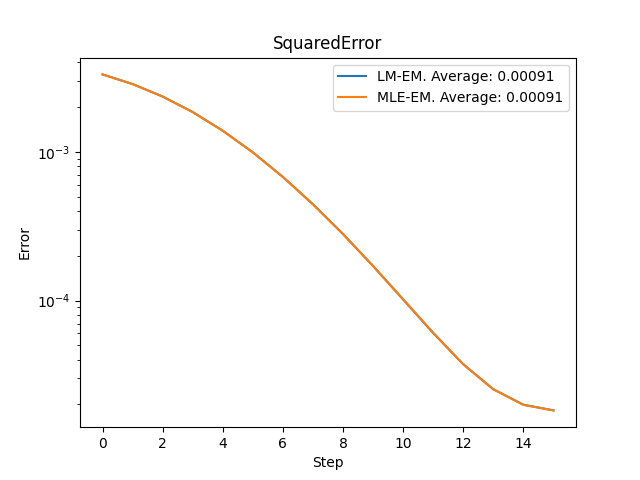 SquaredError
LM-EM. Average: 0.00091
MLE-EM. Average: 0.00091
Error
10⁻³
10⁻⁴
0 2 4 6 8 10 12 14
Step